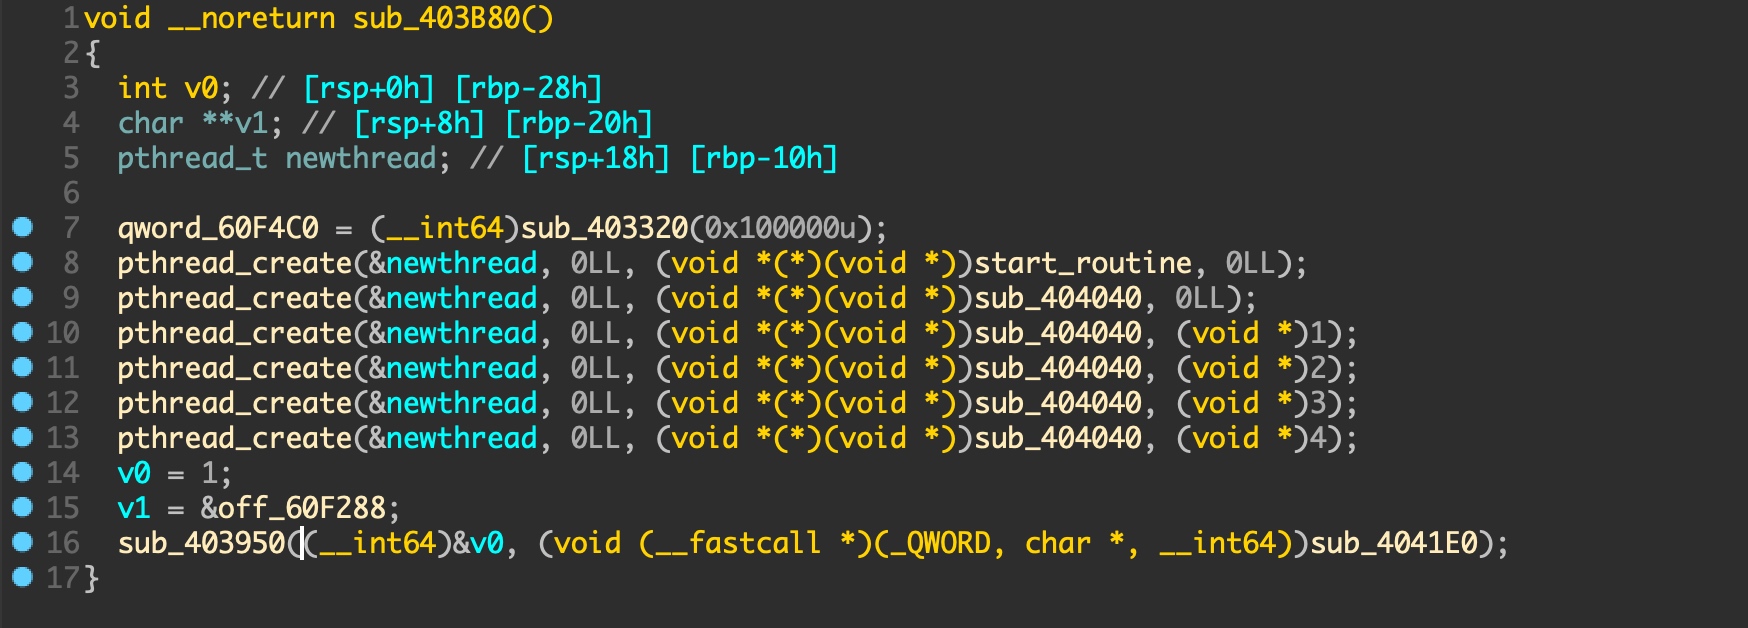 1 void __noreturn sub_403B80()
2 {
3 int v0; // [rsp+0h] [rbp-28h]
4 char **v1; // [rsp+8h] [rbp-20h]
5 pthread_t newthread; // [rsp+18h] [rbp-10h]
6
7 qword_60F4C0 = (__int64)sub_403320(0x100000u);
8 pthread_create(&newthread, 0LL, (void *(*)(void *))start_routine, 0LL);
9 pthread_create(&newthread, 0LL, (void *(*)(void *))sub_404040, 0LL);
10 pthread_create(&newthread, 0LL, (void *(*)(void *))sub_404040, (void *)1);
11 pthread_create(&newthread, 0LL, (void *(*)(void *))sub_404040, (void *)2);
12 pthread_create(&newthread, 0LL, (void *(*)(void *))sub_404040, (void *)3);
13 pthread_create(&newthread, 0LL, (void *(*)(void *))sub_404040, (void *)4);
14 v0 = 1;
15 v1 = &off_60F288;
16 sub_403950((__int64)&v0, (void (__fastcall *)(_QWORD, char *, __int64))sub_4041E0);
17 }